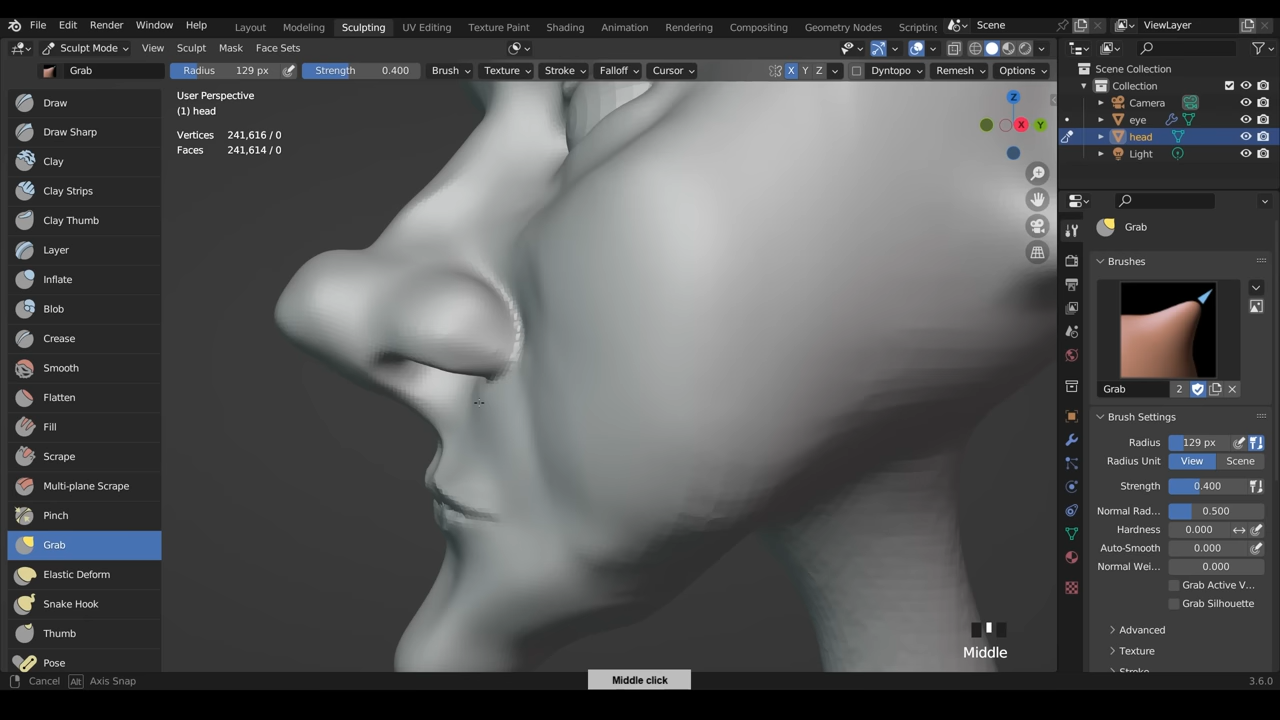 File Edit Render Window Help Layout Modeling Sculpting UV Editing Texture Paint Shading Animation Rendering Compositing Geometry Nodes Scripting Scene ViewLayer
Sculpt Mode View Sculpt Mask Face Sets
Grab Radius 129 px Strength 0.400 Brush Texture Stroke Falloff Cursor X Y Z Dyntopo Remesh Options
Draw
Draw Sharp
Clay
Clay Strips
Clay Thumb
Layer
Inflate
Blob
Crease
Smooth
Flatten
Fill
Scrape
Multi-plane Scrape
Pinch
Grab
Elastic Deform
Snake Hook
Thumb
Pose
User Perspective
(1) head
Vertices 241,616 / 0
Faces 241,614 / 0
Z
X
Y
Middle
Scene Collection
Collection
Camera
eye
head
Light
Grab
Brushes
Grab 2
Brush Settings
Radius 129 px
Radius Unit View Scene
Strength 0.400
Normal Rad... 0.500
Hardness 0.000
Auto-Smooth 0.000
Normal Wei... 0.000
Grab Active V...
Grab Silhouette
Advanced
Texture
Stroke
Cancel Alt Axis Snap Middle click 3.6.0